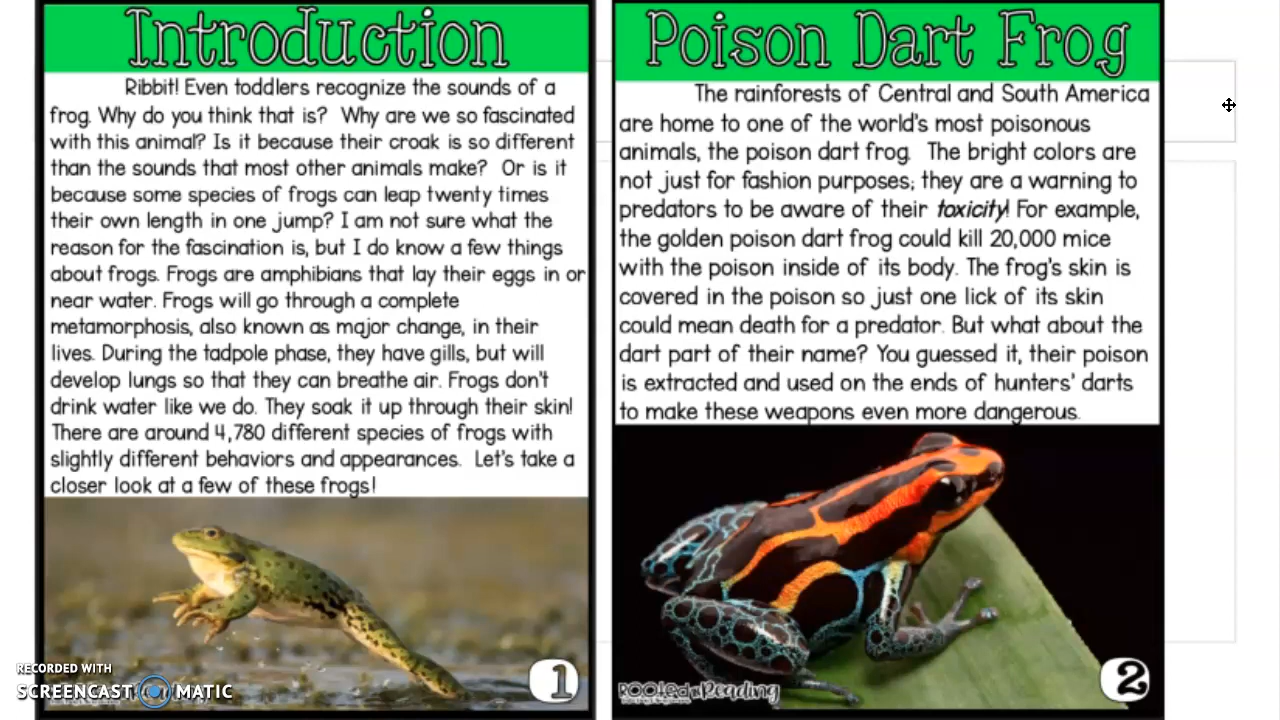 Introduction
Ribbit! Even toddlers recognize the sounds of a
frog. Why do you think that is? Why are we so fascinated
with this animal? Is it because their croak is so different
than the sounds that most other animals make? Or is it
because some species of frogs can leap twenty times
their own length in one jump? I am not sure what the
reason for the fascination is, but I do know a few things
about frogs. Frogs are amphibians that lay their eggs in or
near water. Frogs will go through a complete
metamorphosis, also known as major change, in their
lives. During the tadpole phase, they have gills, but will
develop lungs so that they can breathe air. Frogs don't
drink water like we do. They soak it up through their skin!
There are around 4,780 different species of frogs with
slightly different behaviors and appearances. Let's take a
closer look at a few of these frogs!
1
RECORDED WITH
SCREENCAST MATIC
Poison Dart Frog
The rainforests of Central and South America
are home to one of the world's most poisonous
animals, the poison dart frog. The bright colors are
not just for fashion purposes; they are a warning to
predators to be aware of their toxicity! For example,
the golden poison dart frog could kill 20,000 mice
with the poison inside of its body. The frog's skin is
covered in the poison so just one lick of its skin
could mean death for a predator. But what about the
dart part of their name? You guessed it, their poison
is extracted and used on the ends of hunters' darts
to make these weapons even more dangerous.
ROOted in Reading
2